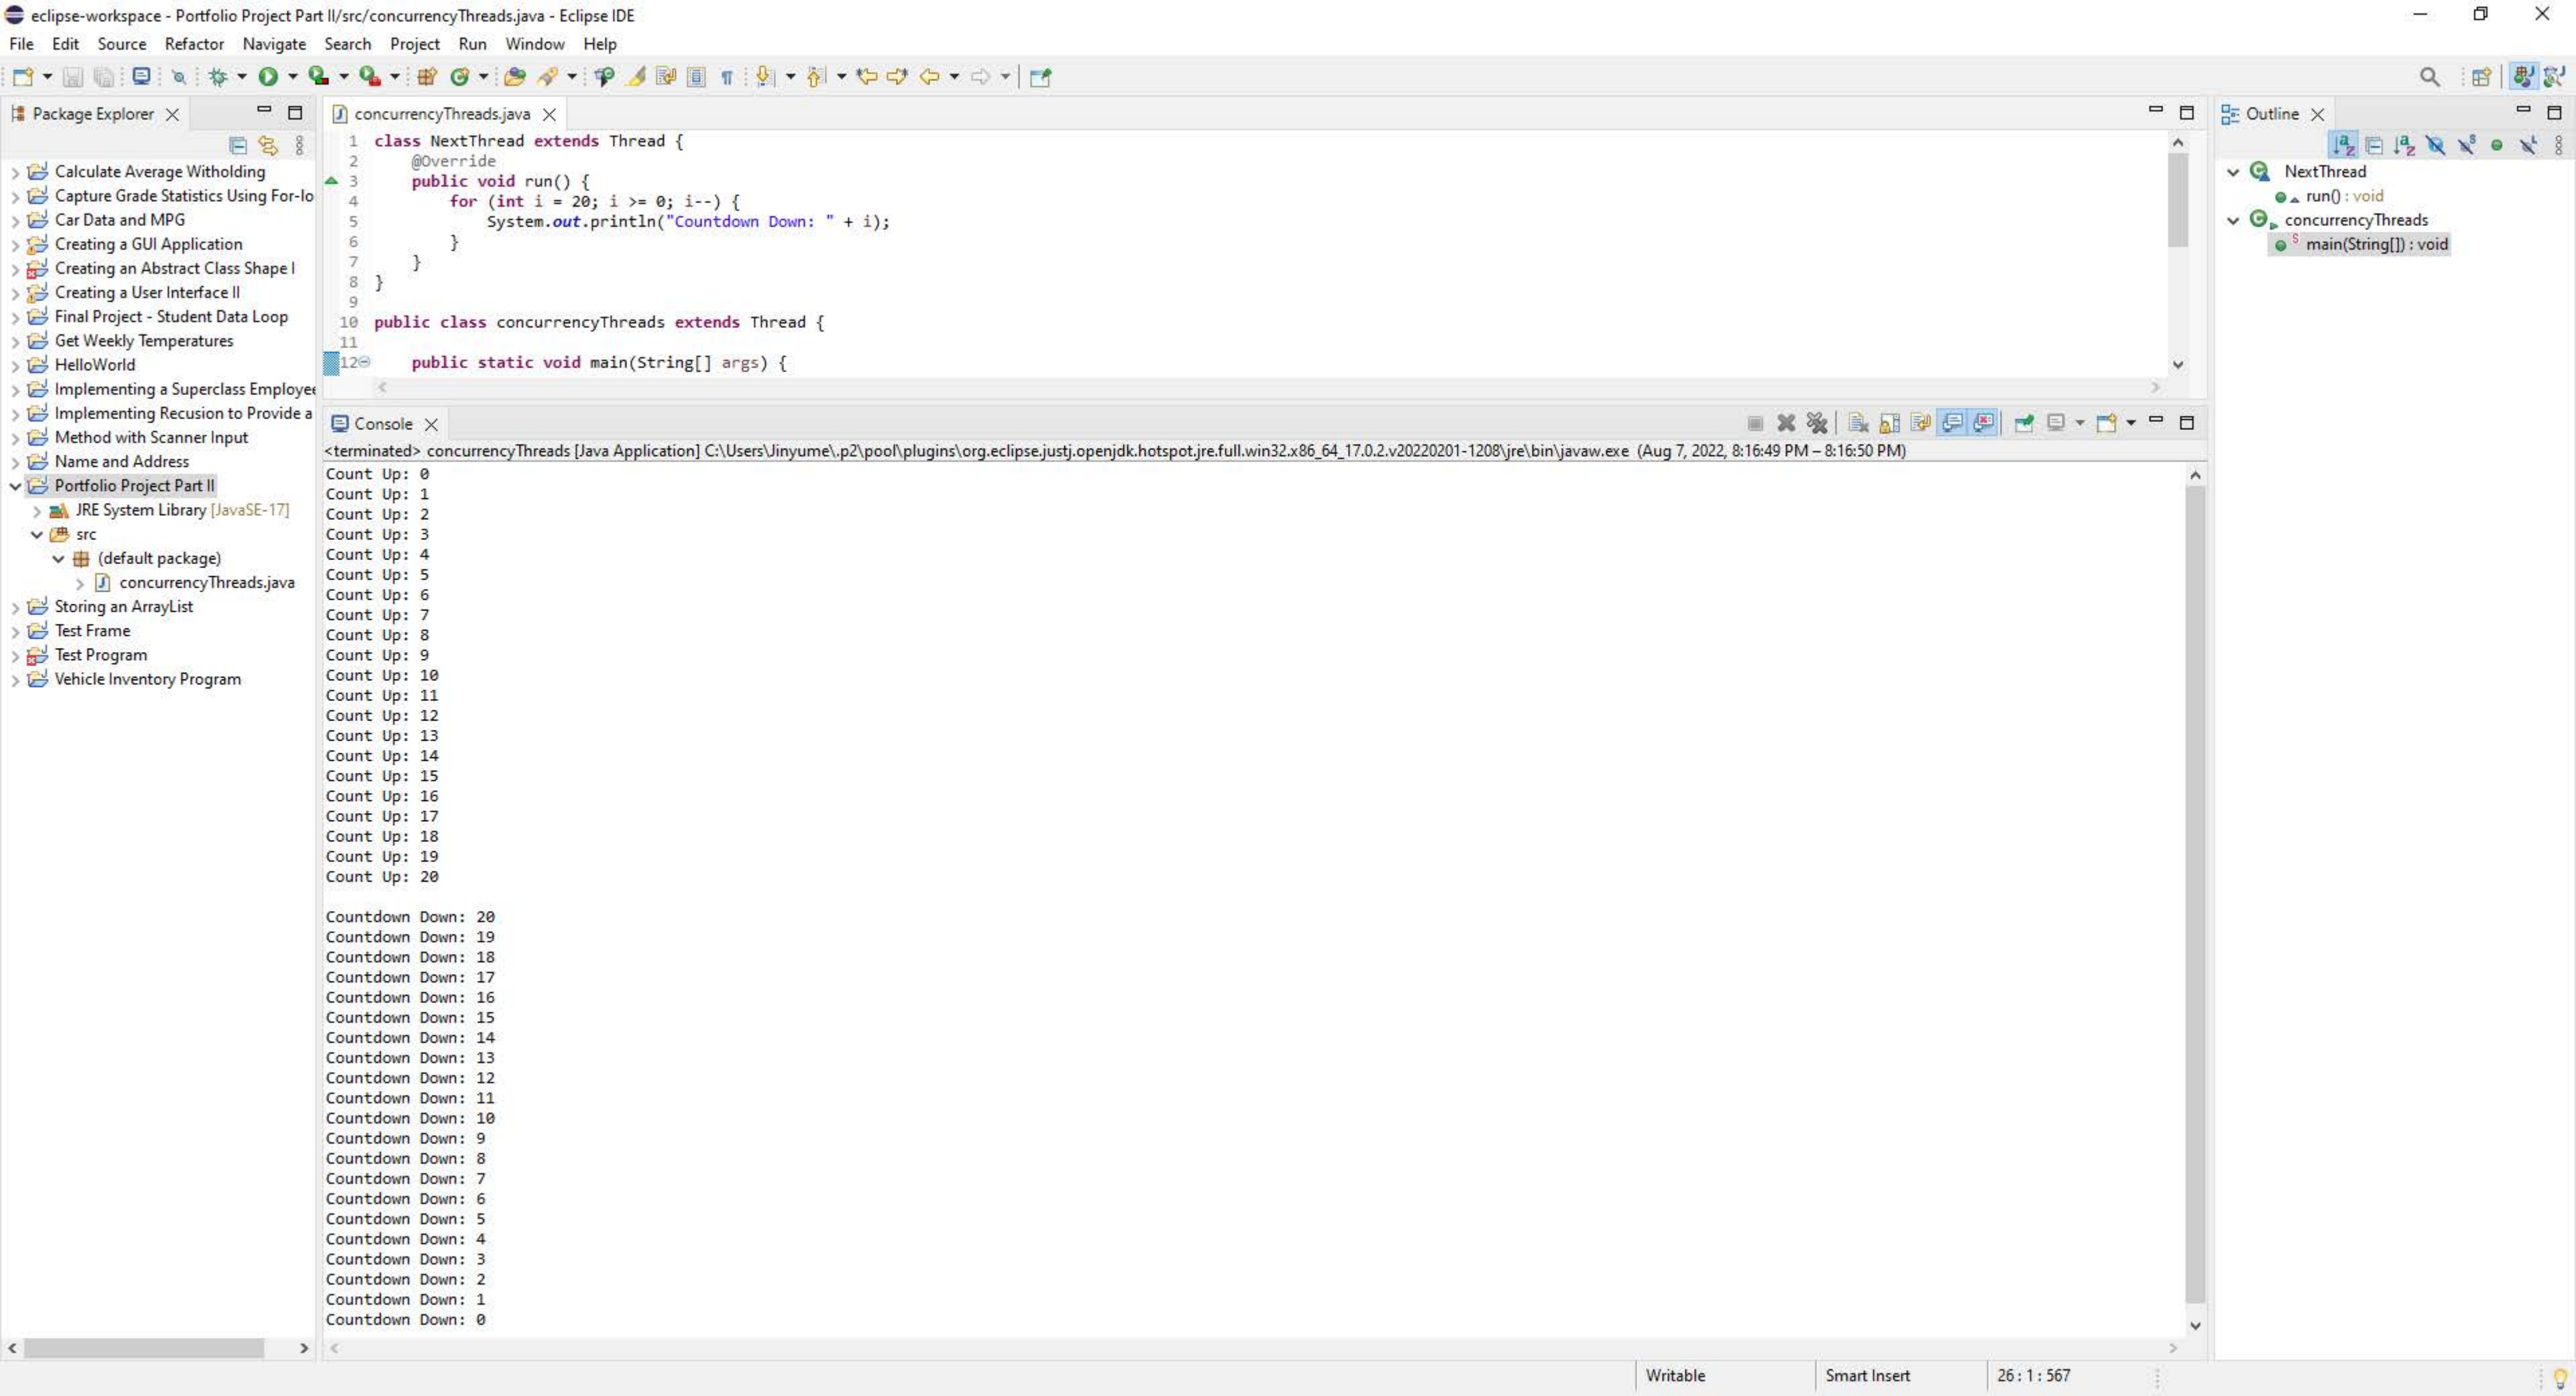 eclipse-workspace - Portfolio Project Part II/src/concurrencyThreads.java - Eclipse IDE
File Edit Source Refactor Navigate Search Project Run Window Help
Package Explorer
Calculate Average Witholding
Capture Grade Statistics Using For-lo
Car Data and MPG
Creating a GUI Application
Creating an Abstract Class Shape I
Creating a User Interface II
Final Project - Student Data Loop
Get Weekly Temperatures
HelloWorld
Implementing a Superclass Employee
Implementing Recusion to Provide a
Method with Scanner Input
Name and Address
Portfolio Project Part II
JRE System Library [JavaSE-17]
src
(default package)
concurrencyThreads.java
Storing an ArrayList
Test Frame
Test Program
Vehicle Inventory Program
concurrencyThreads.java
1 class NextThread extends Thread {
2 @Override
3 public void run() {
4 for (int i = 20; i >= 0; i--) {
5 System.out.println("Countdown Down: " + i);
6 }
7 }
8 }
9
10 public class concurrencyThreads extends Thread {
11
12 public static void main(String[] args) {
Console
<terminated> concurrencyThreads [Java Application] C:\Users\Jinyume\.p2\pool\plugins\org.eclipse.justj.openjdk.hotspot.jre.full.win32.x86_64_17.0.2.v20220201-1208\jre\bin\javaw.exe (Aug 7, 2022, 8:16:49 PM – 8:16:50 PM)
Count Up: 0
Count Up: 1
Count Up: 2
Count Up: 3
Count Up: 4
Count Up: 5
Count Up: 6
Count Up: 7
Count Up: 8
Count Up: 9
Count Up: 10
Count Up: 11
Count Up: 12
Count Up: 13
Count Up: 14
Count Up: 15
Count Up: 16
Count Up: 17
Count Up: 18
Count Up: 19
Count Up: 20
Countdown Down: 20
Countdown Down: 19
Countdown Down: 18
Countdown Down: 17
Countdown Down: 16
Countdown Down: 15
Countdown Down: 14
Countdown Down: 13
Countdown Down: 12
Countdown Down: 11
Countdown Down: 10
Countdown Down: 9
Countdown Down: 8
Countdown Down: 7
Countdown Down: 6
Countdown Down: 5
Countdown Down: 4
Countdown Down: 3
Countdown Down: 2
Countdown Down: 1
Countdown Down: 0
Outline
NextThread
run() : void
concurrencyThreads
main(String[]) : void
Writable
Smart Insert
26 : 1 : 567